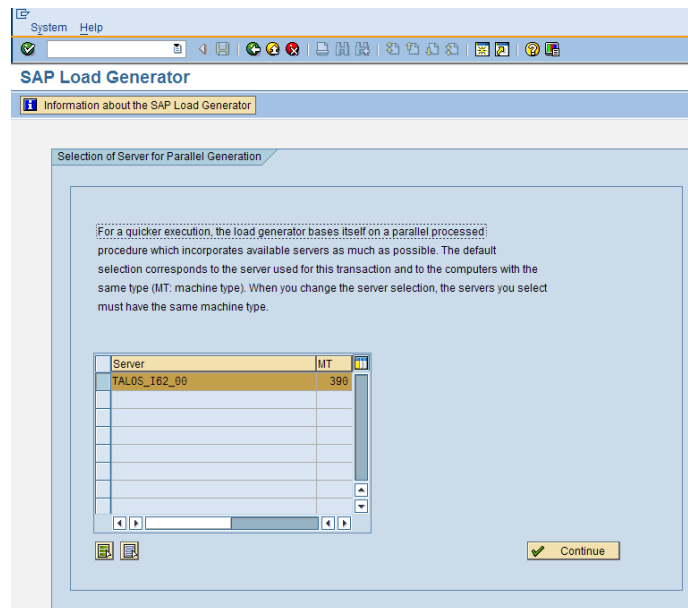 System Help
SAP Load Generator
Information about the SAP Load Generator
Selection of Server for Parallel Generation
For a quicker execution, the load generator bases itself on a parallel processed
procedure which incorporates available servers as much as possible. The default
selection corresponds to the server used for this transaction and to the computers with the
same type (MT: machine type). When you change the server selection, the servers you select
must have the same machine type.
Server MT
TALOS_I62_00 390
Continue